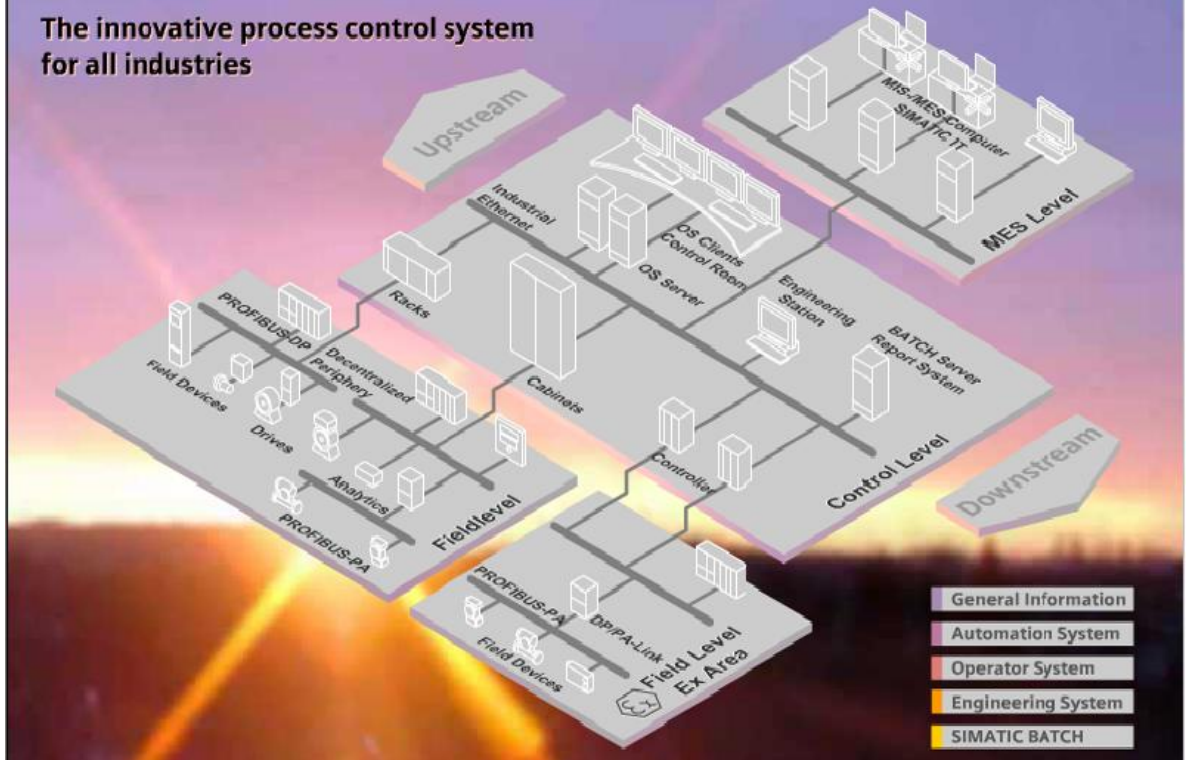 The innovative process control system
for all industries
Upstream
MIS-/MES-Computer
SIMATIC IT
MES Level
Industrial
Ethernet
OS Clients
Control Room
OS Server
Engineering
Station
BATCH Server
Report System
Racks
Cabinets
Controller
Control Level
Downstream
PROFIBUS-DP
Decentralized
Periphery
Field Devices
Drives
Analytics
PROFIBUS-PA
Fieldlevel
PROFIBUS-PA
DP/PA-Link
Field Devices
Field Level
Ex Area
εx
General Information
Automation System
Operator System
Engineering System
SIMATIC BATCH